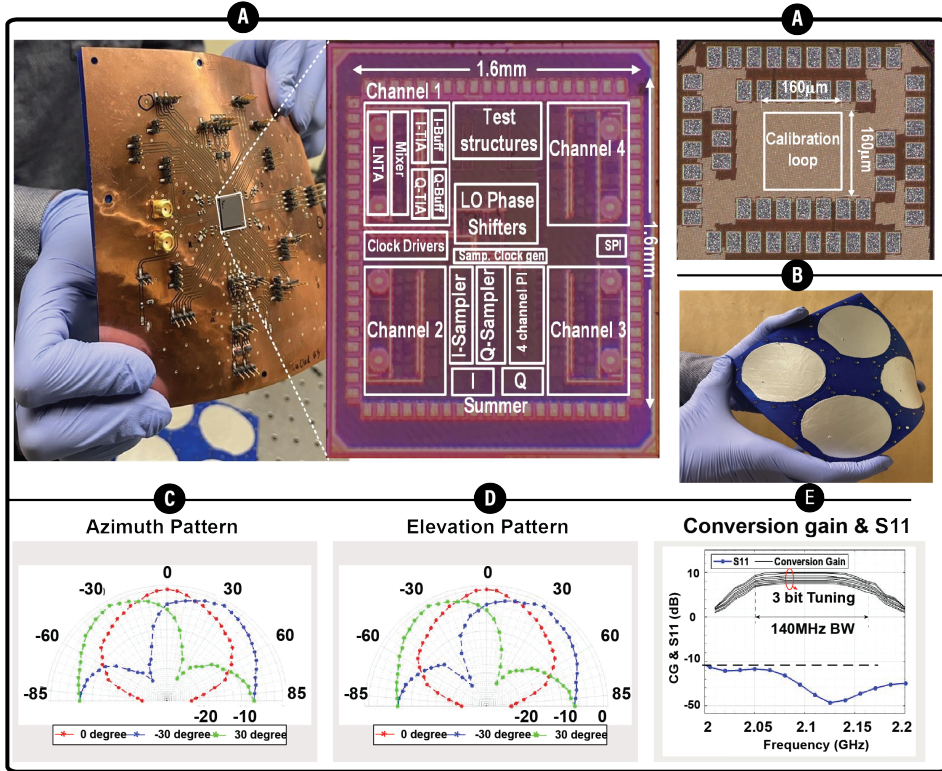 A
1.6mm
Channel 1
LNTA
Mixer
I-TIA
I-Buff
Q-TIA
Q-Buff
Test
structures
Channel 4
LO Phase
Shifters
Clock Drivers
Samp. Clock gen
SPI
1.6mm
Channel 2
I-Sampler
Q-Sampler
4 channel PI
Channel 3
I
Q
Summer
A
160μm
Calibration
loop
160μm
B
C
Azimuth Pattern
0
-30
30
-60
60
-85
85
-20
-10
0 degree
-30 degree
30 degree
D
Elevation Pattern
0
-30
30
-60
60
-85
85
-20
-10
0
0 degree
-30 degree
30 degree
E
Conversion gain & S11
S11
Conversion Gain
CG & S11 (dB)
10
3 bit Tuning
0
140MHz BW
-10
-50
2 2.05 2.1 2.15 2.2
Frequency (GHz)